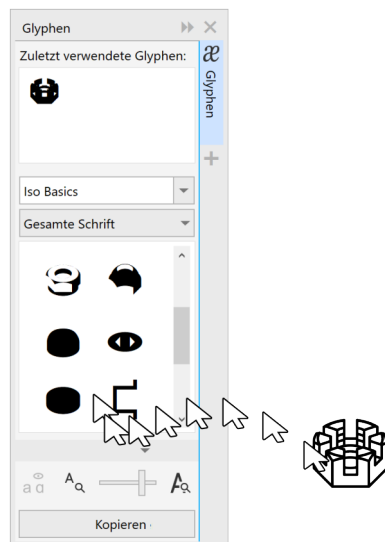 Glyphen
Zuletzt verwendete Glyphen:
æ
Glyphen
Iso Basics
Gesamte Schrift
a a
A
A
Kopieren